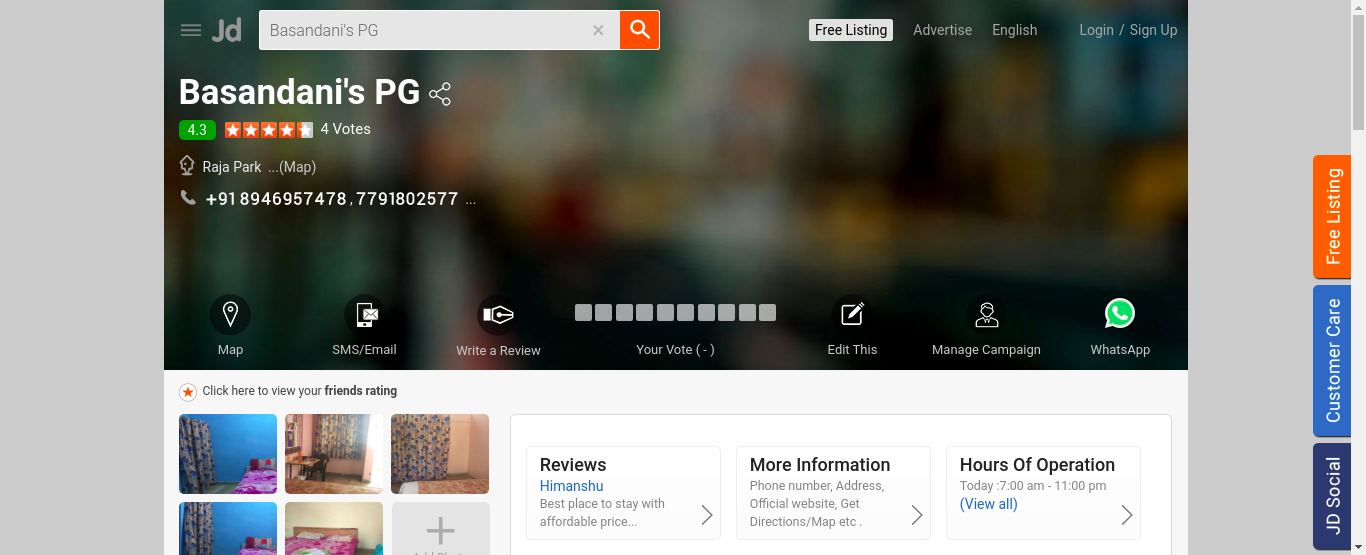 Jd
Basandani's PG ×
Free Listing Advertise English Login / Sign Up
Basandani's PG
4.3 4 Votes
Raja Park ...(Map)
+91 8946957478 , 7791802577 ...
Map SMS/Email Write a Review Your Vote ( - ) Edit This Manage Campaign WhatsApp
Click here to view your friends rating
Reviews
Himanshu
Best place to stay with
affordable price...
More Information
Phone number, Address,
Official website, Get
Directions/Map etc .
Hours Of Operation
Today :7:00 am - 11:00 pm
(View all)
Free Listing
Customer Care
JD Social